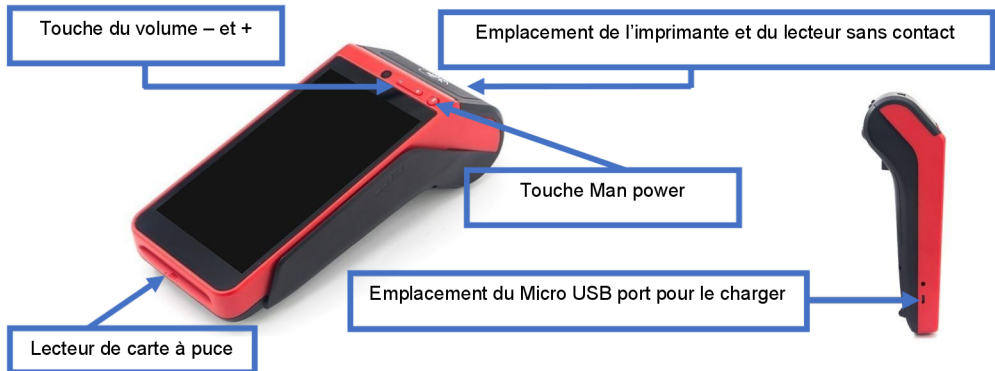 Touche du volume – et +
Emplacement de l’imprimante et du lecteur sans contact
Touche Man power
Emplacement du Micro USB port pour le charger
Lecteur de carte à puce